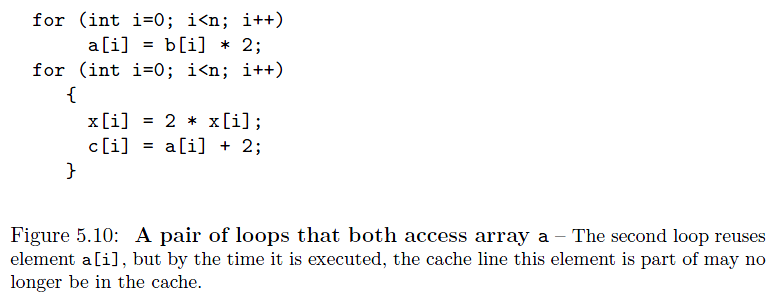 for (int i=0; i<n; i++)
a[i] = b[i] * 2;
for (int i=0; i<n; i++)
{
x[i] = 2 * x[i];
c[i] = a[i] + 2;
}
Figure 5.10: A pair of loops that both access array a – The second loop reuses
element a[i], but by the time it is executed, the cache line this element is part of may no
longer be in the cache.